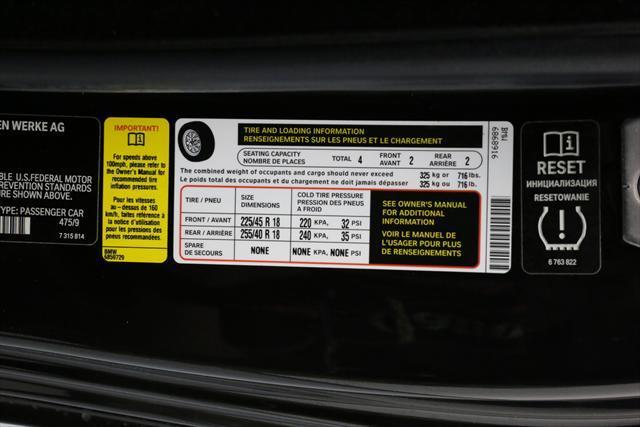 EN WERKE AG
BLE U.S.FEDERAL MOTOR
REVENTION STANDARDS
E.
YPE: PASSENGER CAR
475/9
7 315 814
IMPORTANT!
For speeds above
100mph, please refer to
the Owner's Manual for
recommended tire
inflation pressures.
Pour les vitesses
au – dessus de 160
km/h, faites référence à
la notice d'utilisation
pour les pressions des
pneu recommandées
BMW
6859729
TIRE AND LOADING INFORMATION
RENSEIGNEMENTS SUR LES PNEUS ET LE CHARGEMENT
SEATING CAPACITY
NOMBRE DE PLACES
TOTAL 4
FRONT
AVANT 2
REAR
ARRIÈRE 2
The combined weight of occupants and cargo should never exceed 325 kg or 716 lbs.
Le poids total des occupants et du chargement ne doit jamais dépasser 325 kg or 716 lb.
TIRE / PNEU
SIZE
DIMENSIONS
COLD TIRE PRESSURE
PRESSION DES PNEUS
A FROID
FRONT / AVANT 225/45 R 18 220 KPA, 32 PSI
REAR / ARRIÈRE 255/40 R 18 240 KPA, 35 PSI
SPARE
DE SECOURS
NONE NONE KPA, NONE PSI
SEE OWNER'S MANUAL
FOR ADDITIONAL
INFORMATION
VOIR LE MANUEL DE
L'USAGER POUR PLUS
DE RENSEIGNEMENTS
BMW
6868916
RESET
ИНИЦИАЛИЗАЦИЯ
RESETOWANIE
6 763 822